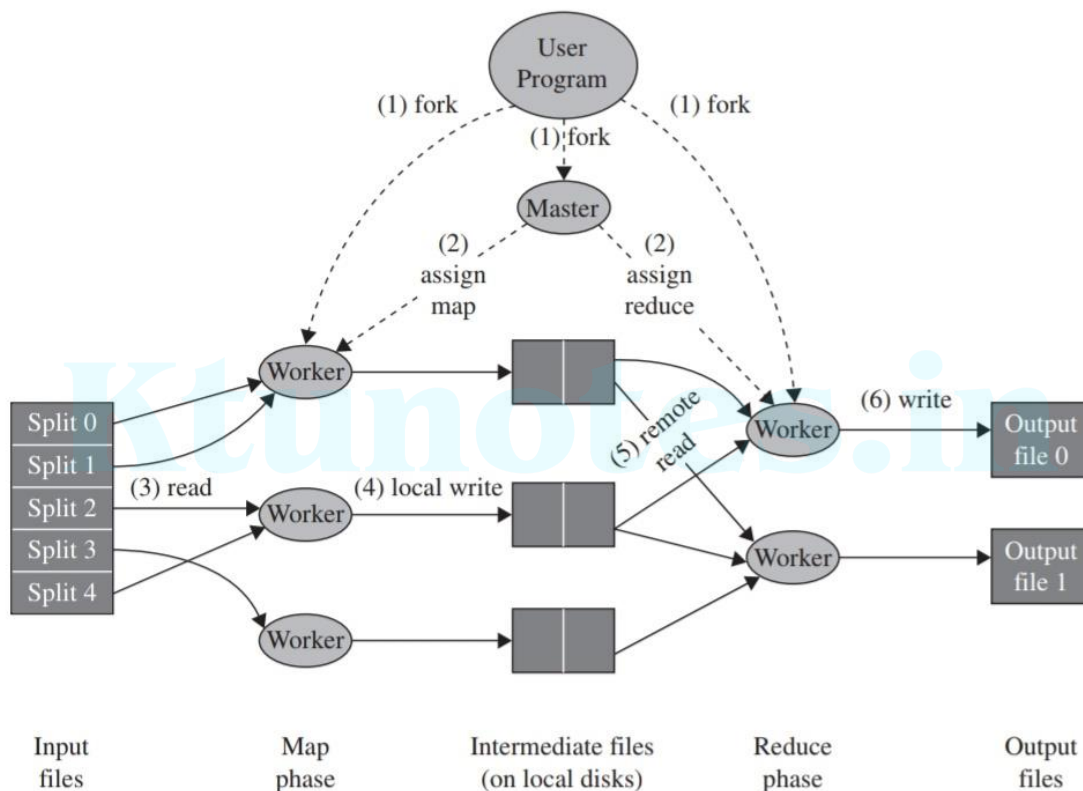 User
Program
(1) fork
(1) fork
(1) fork
Master
(2)
assign
map
(2)
assign
reduce
Worker
Worker
Worker
Split 0
Split 1
Split 2
Split 3
Split 4
(3) read
(4) local write
(5) remote
read
Worker
Worker
(6) write
Output
file 0
Output
file 1
Ktunotes.in
Input
files
Map
phase
Intermediate files
(on local disks)
Reduce
phase
Output
files